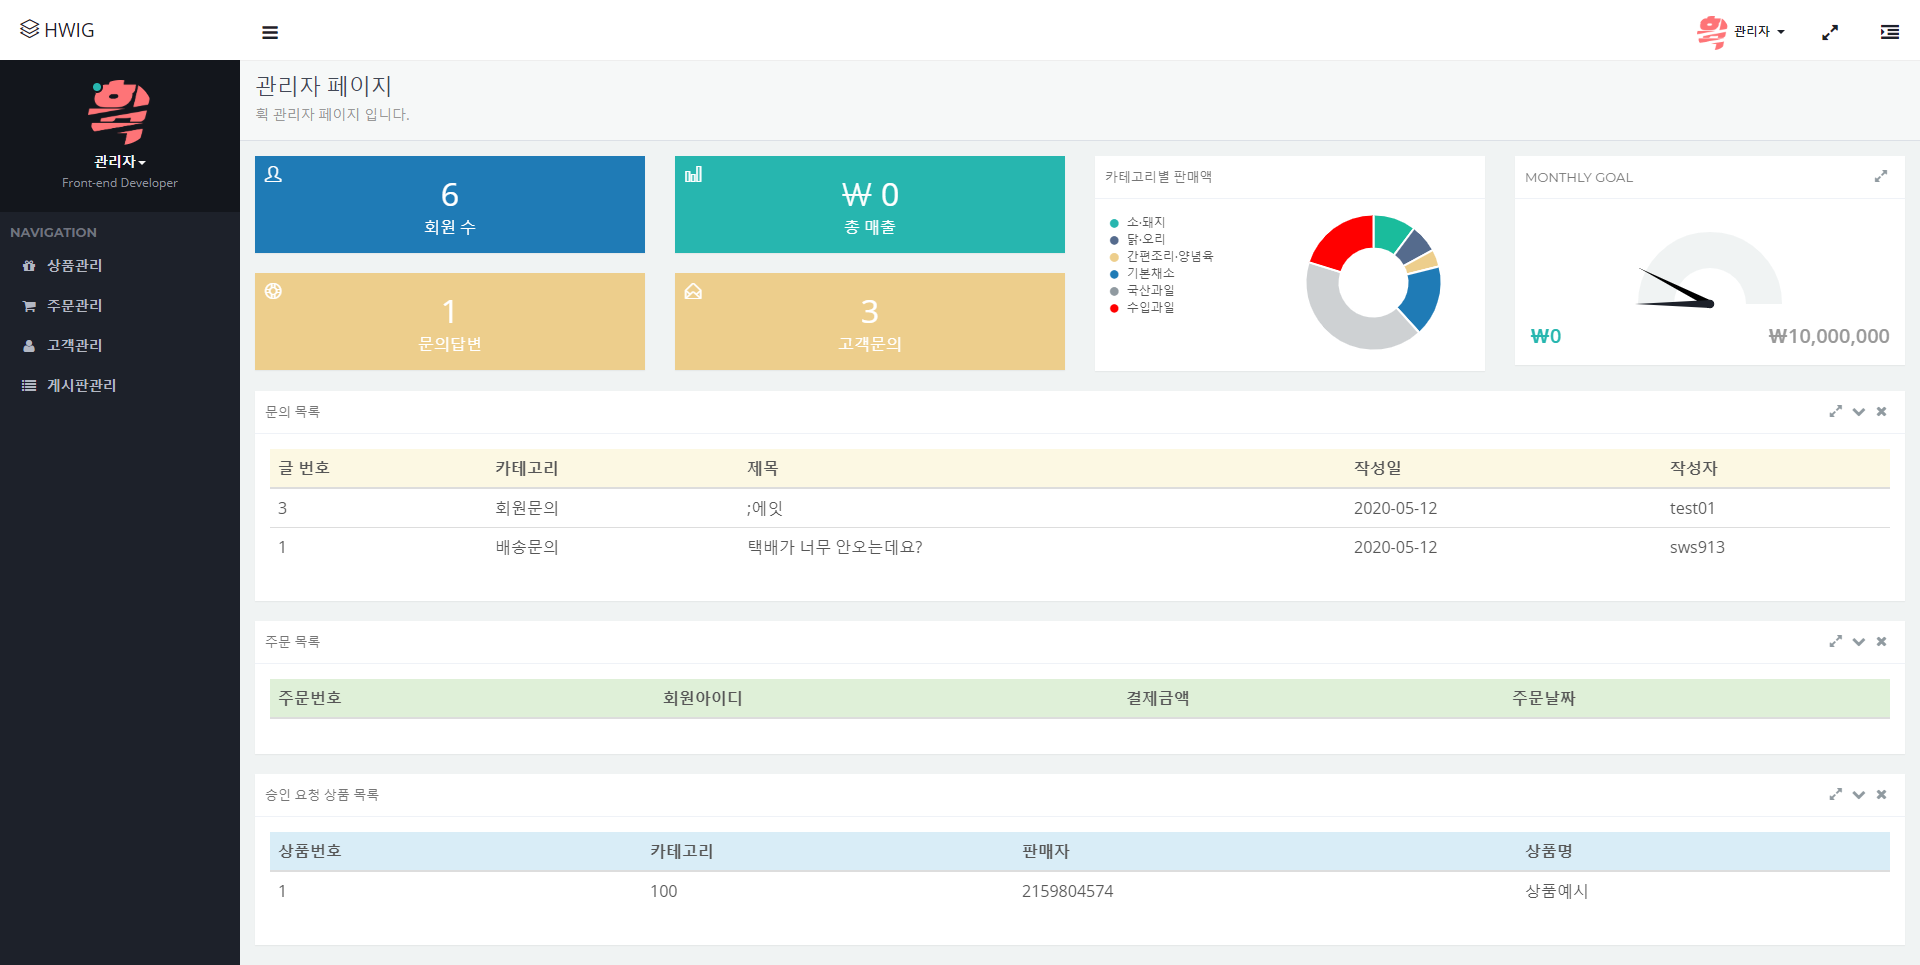 HWIG
관리자
관리자
Front-end Developer
NAVIGATION
상품관리
주문관리
고객관리
게시판관리
관리자 페이지
휙 관리자 페이지 입니다.
6
회원 수
₩ 0
총 매출
1
문의답변
3
고객문의
카테고리별 판매액
소·돼지
닭·오리
간편조리·양념육
기본채소
국산과일
수입과일
MONTHLY GOAL
₩0
₩10,000,000
문의 목록
글 번호 카테고리 제목 작성일 작성자
3 회원문의 ;에잇 2020-05-12 test01
1 배송문의 택배가 너무 안오는데요? 2020-05-12 sws913
주문 목록
주문번호 회원아이디 결제금액 주문날짜
승인 요청 상품 목록
상품번호 카테고리 판매자 상품명
1 100 2159804574 상품예시